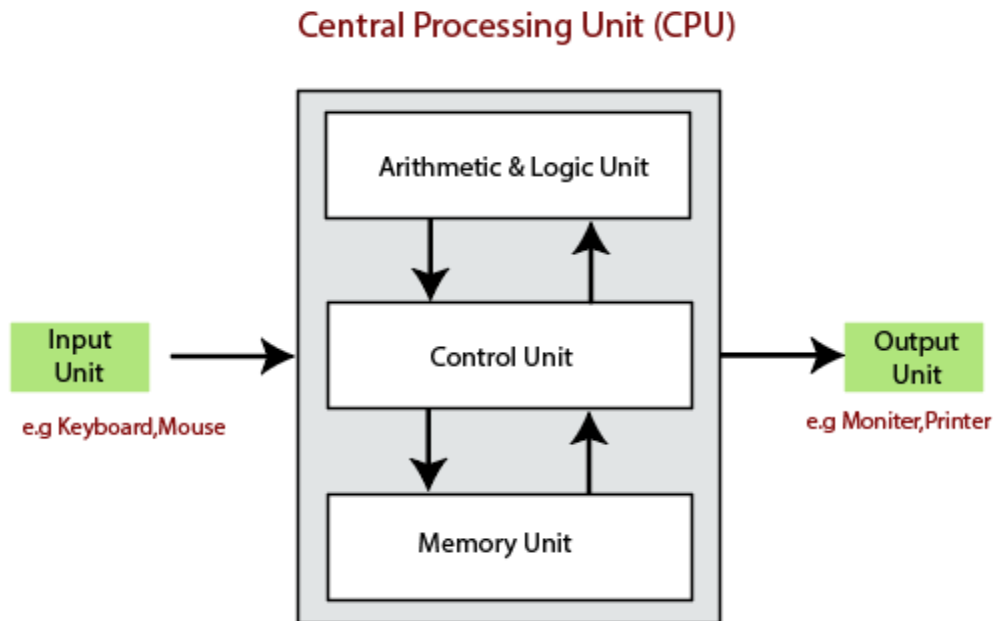 Central Processing Unit (CPU)
Arithmetic & Logic Unit
Input
Unit
e.g Keyboard,Mouse
Control Unit
Output
Unit
e.g Moniter,Printer
Memory Unit